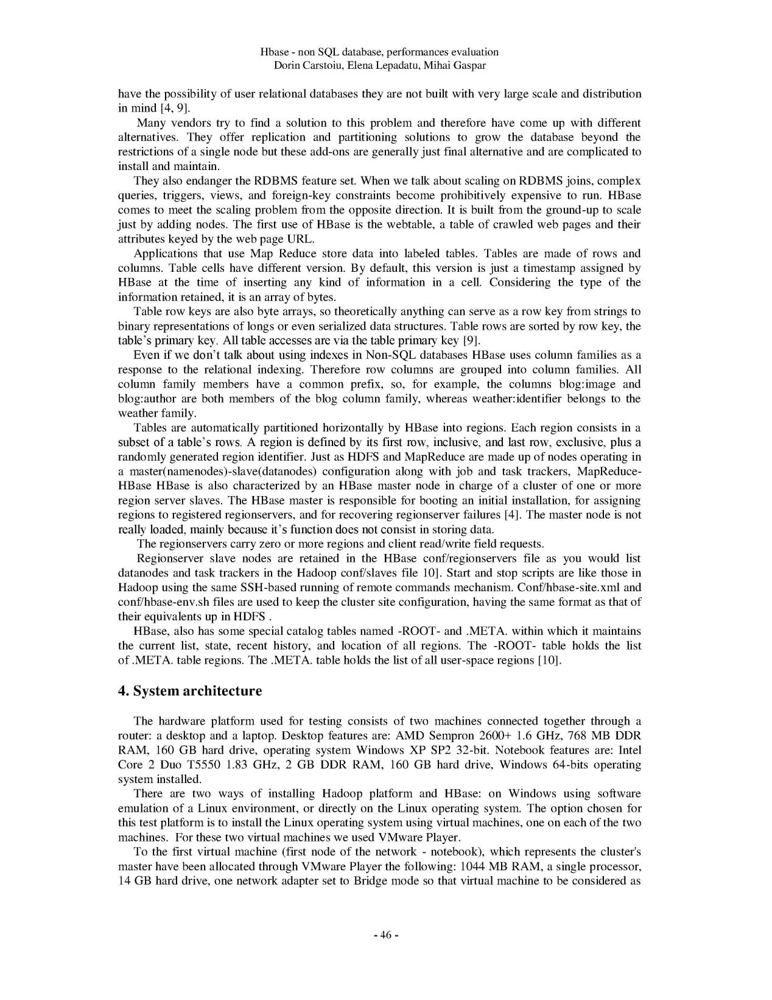 Hbase - non SQL database, performances evaluation
Dorin Carstoiu, Elena Lepadatu, Mihai Gaspar
have the possibility of user relational databases they are not built with very large scale and distribution
in mind [4, 9].
Many vendors try to find a solution to this problem and therefore have come up with different
alternatives. They offer replication and partitioning solutions to grow the database beyond the
restrictions of a single node but these add-ons are generally just final alternative and are complicated to
install and maintain.
They also endanger the RDBMS feature set. When we talk about scaling on RDBMS joins, complex
queries, triggers, views, and foreign-key constraints become prohibitively expensive to run. HBase
comes to meet the scaling problem from the opposite direction. It is built from the ground-up to scale
just by adding nodes. The first use of HBase is the webtable, a table of crawled web pages and their
attributes keyed by the web page URL.
Applications that use Map Reduce store data into labeled tables. Tables are made of rows and
columns. Table cells have different version. By default, this version is just a timestamp assigned by
HBase at the time of inserting any kind of information in a cell. Considering the type of the
information retained, it is an array of bytes.
Table row keys are also byte arrays, so theoretically anything can serve as a row key from strings to
binary representations of longs or even serialized data structures. Table rows are sorted by row key, the
table's primary key. All table accesses are via the table primary key [9].
Even if we don't talk about using indexes in Non-SQL databases HBase uses column families as a
response to the relational indexing. Therefore row columns are grouped into column families. All
column family members have a common prefix, so, for example, the columns blog:image and
blog:author are both members of the blog column family, whereas weather:identifier belongs to the
weather family.
Tables are automatically partitioned horizontally by HBase into regions. Each region consists in a
subset of a table's rows. A region is defined by its first row, inclusive, and last row, exclusive, plus a
randomly generated region identifier. Just as HDFS and MapReduce are made up of nodes operating in
a master(namenodes)-slave(datanodes) configuration along with job and task trackers, MapReduce-
HBase HBase is also characterized by an HBase master node in charge of a cluster of one or more
region server slaves. The HBase master is responsible for booting an initial installation, for assigning
regions to registered regionservers, and for recovering regionserver failures [4]. The master node is not
really loaded, mainly because it's function does not consist in storing data.
The regionservers carry zero or more regions and client read/write field requests.
Regionserver slave nodes are retained in the HBase conf/regionservers file as you would list
datanodes and task trackers in the Hadoop conf/slaves file 10]. Start and stop scripts are like those in
Hadoop using the same SSH-based running of remote commands mechanism. Conf/hbase-site.xml and
conf/hbase-env.sh files are used to keep the cluster site configuration, having the same format as that of
their equivalents up in HDFS .
HBase, also has some special catalog tables named -ROOT- and .META. within which it maintains
the current list, state, recent history, and location of all regions. The -ROOT- table holds the list
of .META. table regions. The .META. table holds the list of all user-space regions [10].
4. System architecture
The hardware platform used for testing consists of two machines connected together through a
router: a desktop and a laptop. Desktop features are: AMD Sempron 2600+ 1.6 GHz, 768 MB DDR
RAM, 160 GB hard drive, operating system Windows XP SP2 32-bit. Notebook features are: Intel
Core 2 Duo T5550 1.83 GHz, 2 GB DDR RAM, 160 GB hard drive, Windows 64-bits operating
system installed.
There are two ways of installing Hadoop platform and HBase: on Windows using software
emulation of a Linux environment, or directly on the Linux operating system. The option chosen for
this test platform is to install the Linux operating system using virtual machines, one on each of the two
machines.  For these two virtual machines we used VMware Player.
To the first virtual machine (first node of the network - notebook), which represents the cluster's
master have been allocated through VMware Player the following: 1044 MB RAM, a single processor,
14 GB hard drive, one network adapter set to Bridge mode so that virtual machine to be considered as
- 46 -